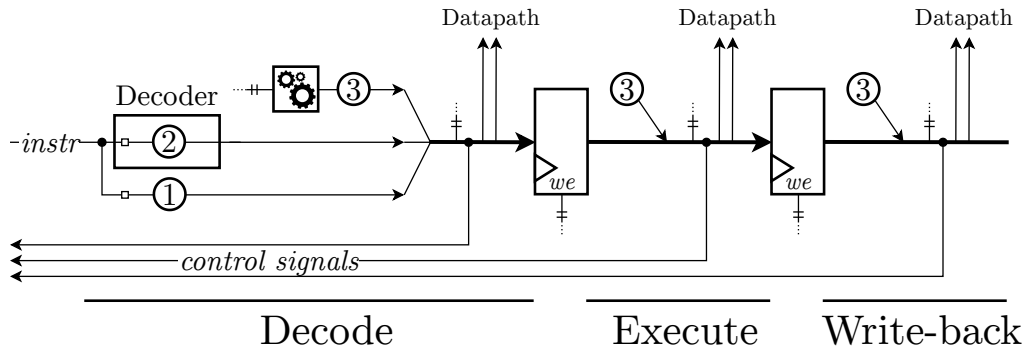 Datapath Datapath Datapath
③ ③ ③
Decoder
instr ②
①
we we
control signals
Decode Execute Write-back